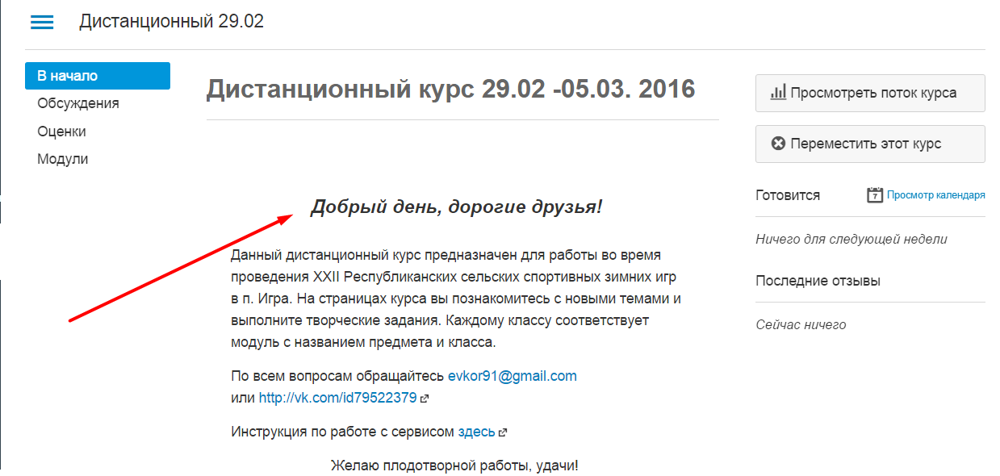 Дистанционный 29.02
В начало
Обсуждения
Оценки
Модули
Дистанционный курс 29.02 -05.03. 2016
Добрый день, дорогие друзья!
Данный дистанционный курс предназначен для работы во время
проведения XXII Республиканских сельских спортивных зимних игр
в п. Игра. На страницах курса вы познакомитесь с новыми темами и
выполните творческие задания. Каждому классу соответствует
модуль с названием предмета и класса.
По всем вопросам обращайтесь evkor91@gmail.com
или http://vk.com/id79522379
Инструкция по работе с сервисом здесь
Желаю плодотворной работы, удачи!
Просмотреть поток курса
Переместить этот курс
Готовится
7 Просмотр календаря
Ничего для следующей недели
Последние отзывы
Сейчас ничего